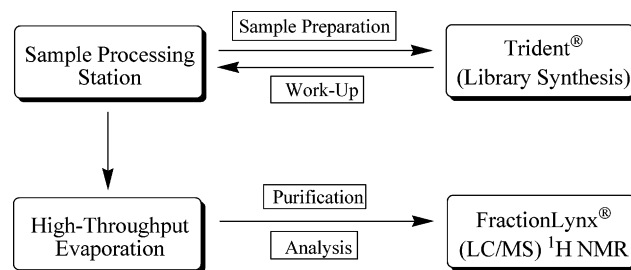 Sample Preparation
Sample Processing
Station
Trident®
(Library Synthesis)
Work-Up
High-Throughput
Evaporation
Purification
Analysis
FractionLynx®
(LC/MS) ¹H NMR